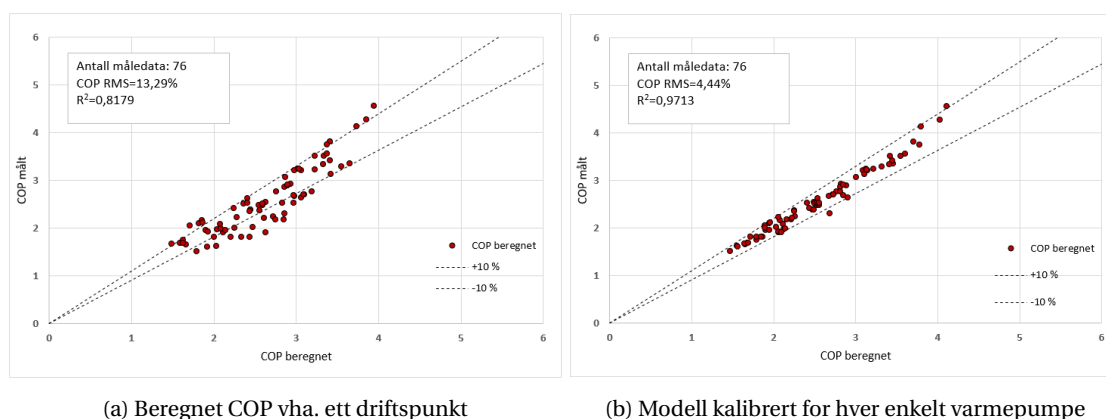 6
5
4
3
2
1
0
COP målt
Antall måledata: 76
COP RMS=13,29%
R²=0,8179
COP beregnet
+10 %
-10 %
0 1 2 3 4 5 6
COP beregnet
(a) Beregnet COP vha. ett driftspunkt
6
5
4
3
2
1
0
COP målt
Antall måledata: 76
COP RMS=4,44%
R²=0,9713
COP beregnet
+10 %
-10 %
0 1 2 3 4 5 6
COP beregnet
(b) Modell kalibrert for hver enkelt varmepumpe